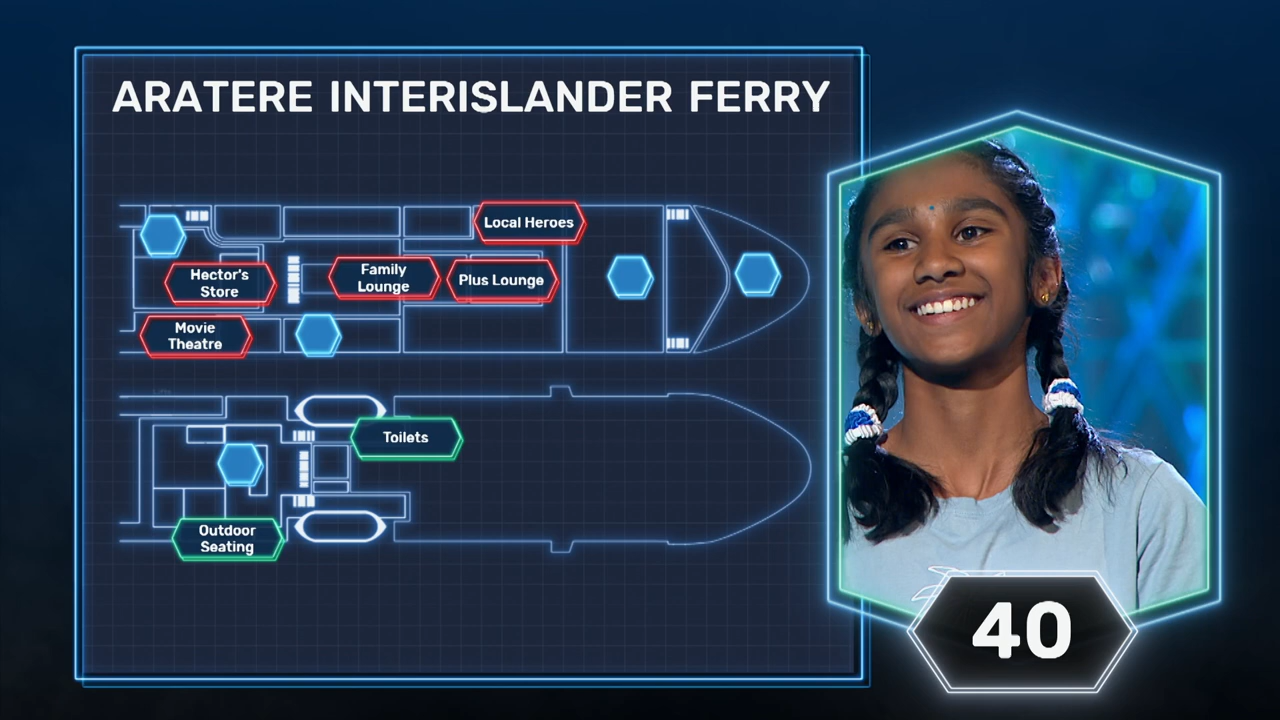 ARATERE INTERISLANDER FERRY
Local Heroes
Hector's
Store
Family
Lounge
Plus Lounge
Movie
Theatre
Toilets
Outdoor
Seating
40